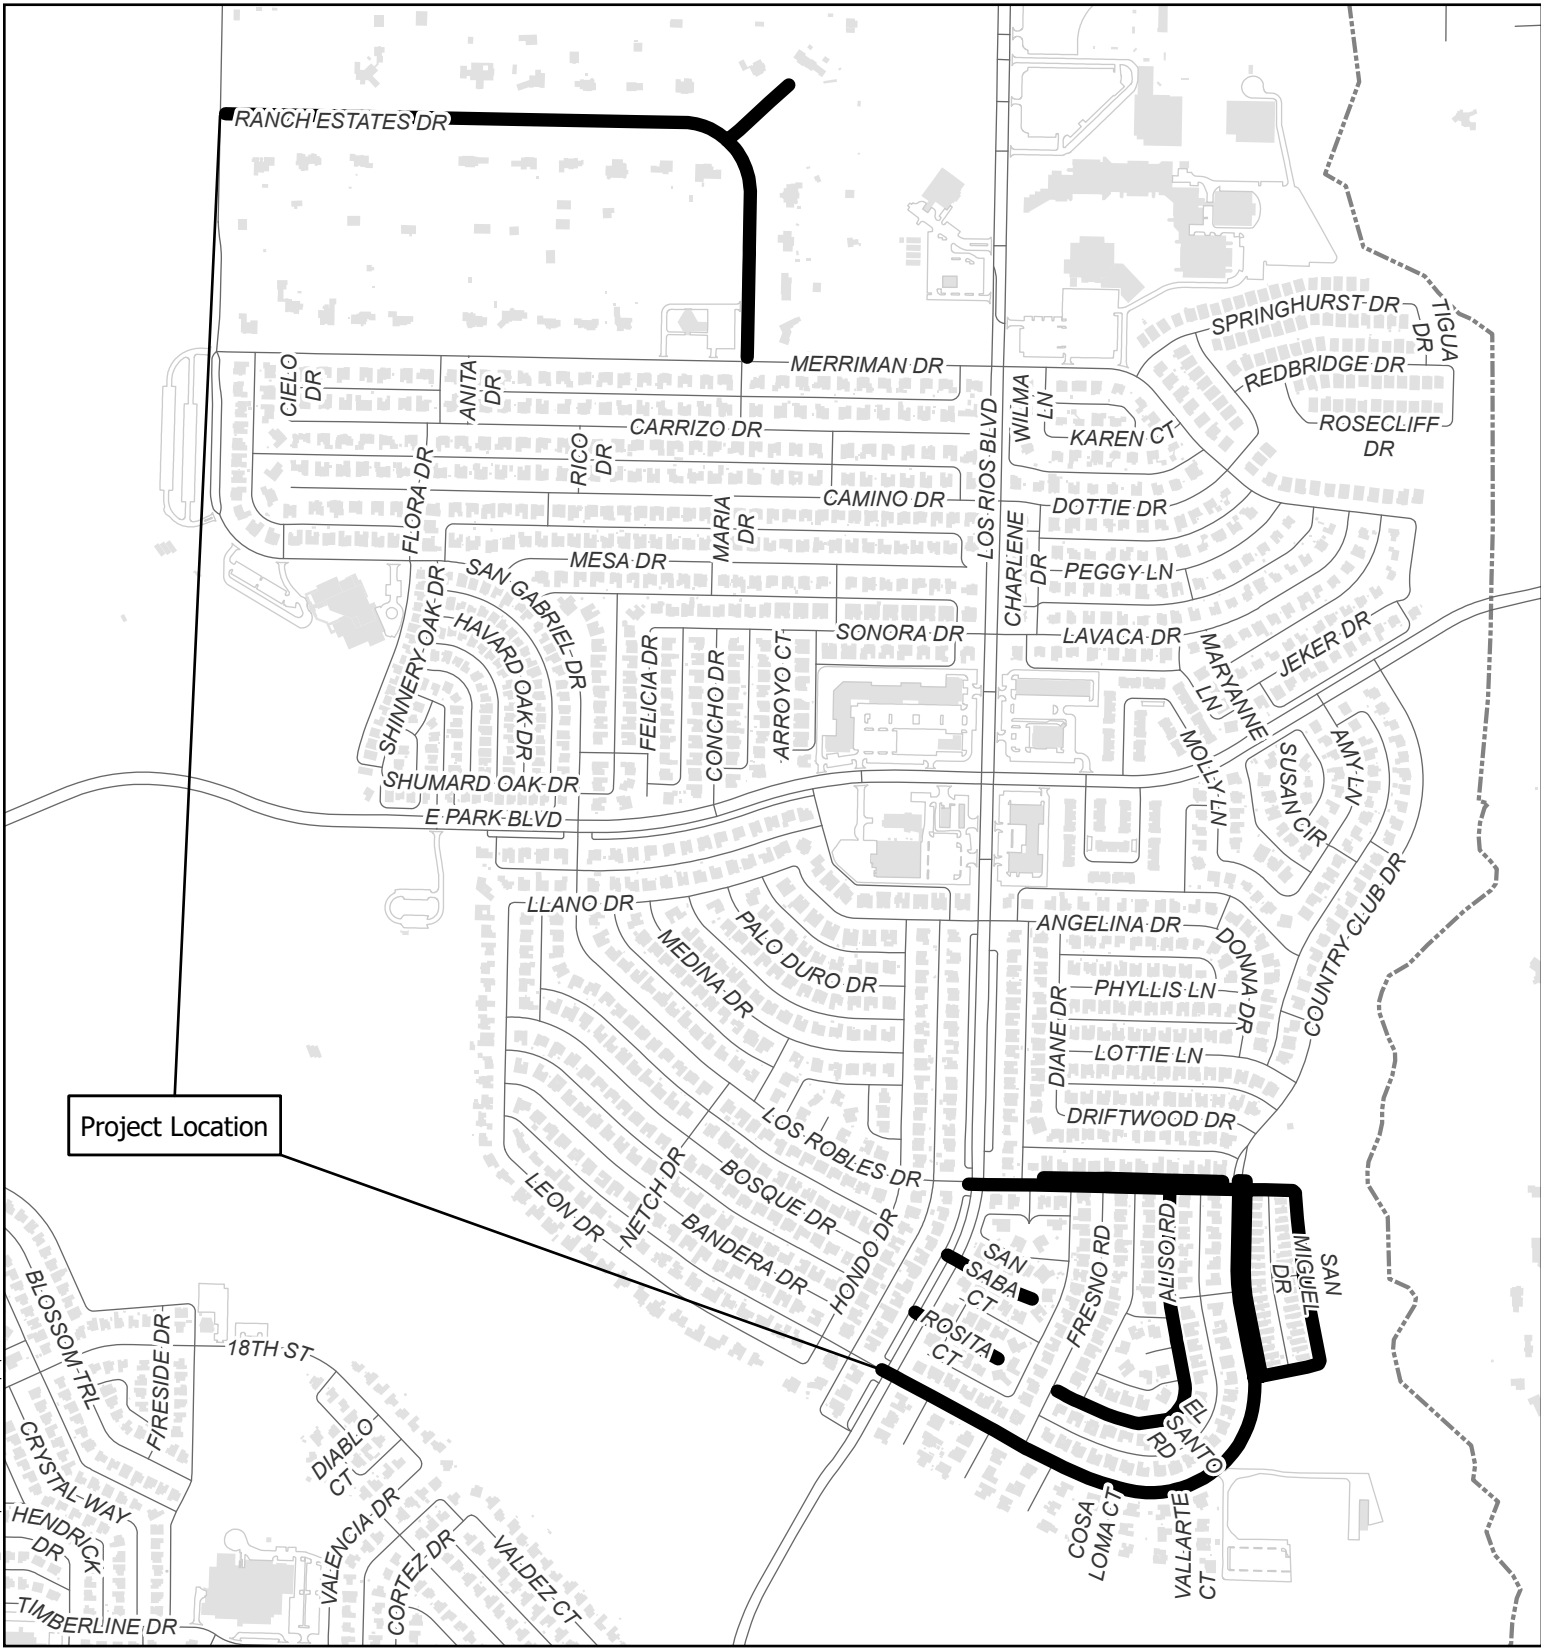 RANCH ESTATES DR
SPRINGHURST DR
TIGUA
DR
REDBRIDGE DR
ROSECLIFF
DR
MERRIMAN DR
CIELO
DR
ANITA
DR
WILMA
LN
KAREN CT
CARRIZO DR
LOS RIOS BLVD
FLORA DR
RICO
DR
MARIA
DR
CAMINO DR
DOTTIE DR
CHARLENE
DR
MESA DR
PEGGY LN
SAN GABRIEL DR
SHINNERY OAK DR
HAVARD OAK DR
FELICIA DR
CONCHO DR
ARROYO CT
SONORA DR
LAVACA DR
MARYANNE
LN
JEKER DR
MOLLY LN
SUSAN CIR
AMY LN
SHUMARD OAK DR
E PARK BLVD
COUNTRY CLUB DR
LLANO DR
MEDINA DR
PALO DURO DR
ANGELINA DR
DONNA DR
PHYLLIS LN
DIANE DR
LOTTIE LN
DRIFTWOOD DR
Project Location
LOS ROBLES DR
BOSQUE DR
NETCH DR
LEON DR
BANDERA DR
HONDO DR
SAN
SABA
CT
ROSITA
CT
FRESNO RD
ALISO RD
SAN
MIGUEL
DR
EL
SANTO
RD
COSA
LOMA CT
VALLARTE
CT
BLOSSOM TRL
FIRESIDE DR
18TH ST
DIABLO
CT
CRYSTAL WAY
HENDRICK
DR
VALENCIA DR
CORTEZ DR
VALDEZ CT
TIMBERLINE DR